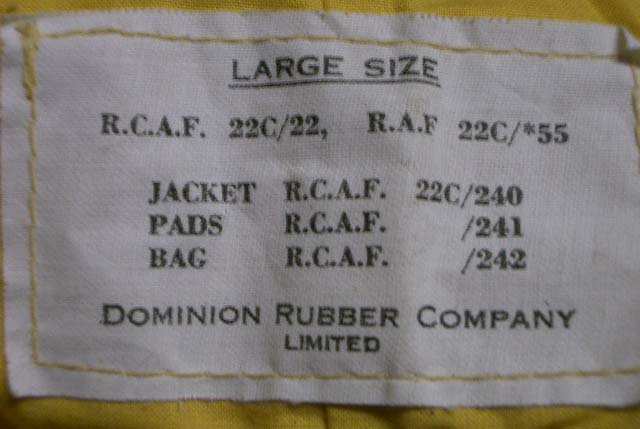 LARGE SIZE
R.C.A.F. 22C/22, R.A.F 22C/*55
JACKET R.C.A.F. 22C/240
PADS R.C.A.F. /241
BAG R.C.A.F. /242
DOMINION RUBBER COMPANY
LIMITED